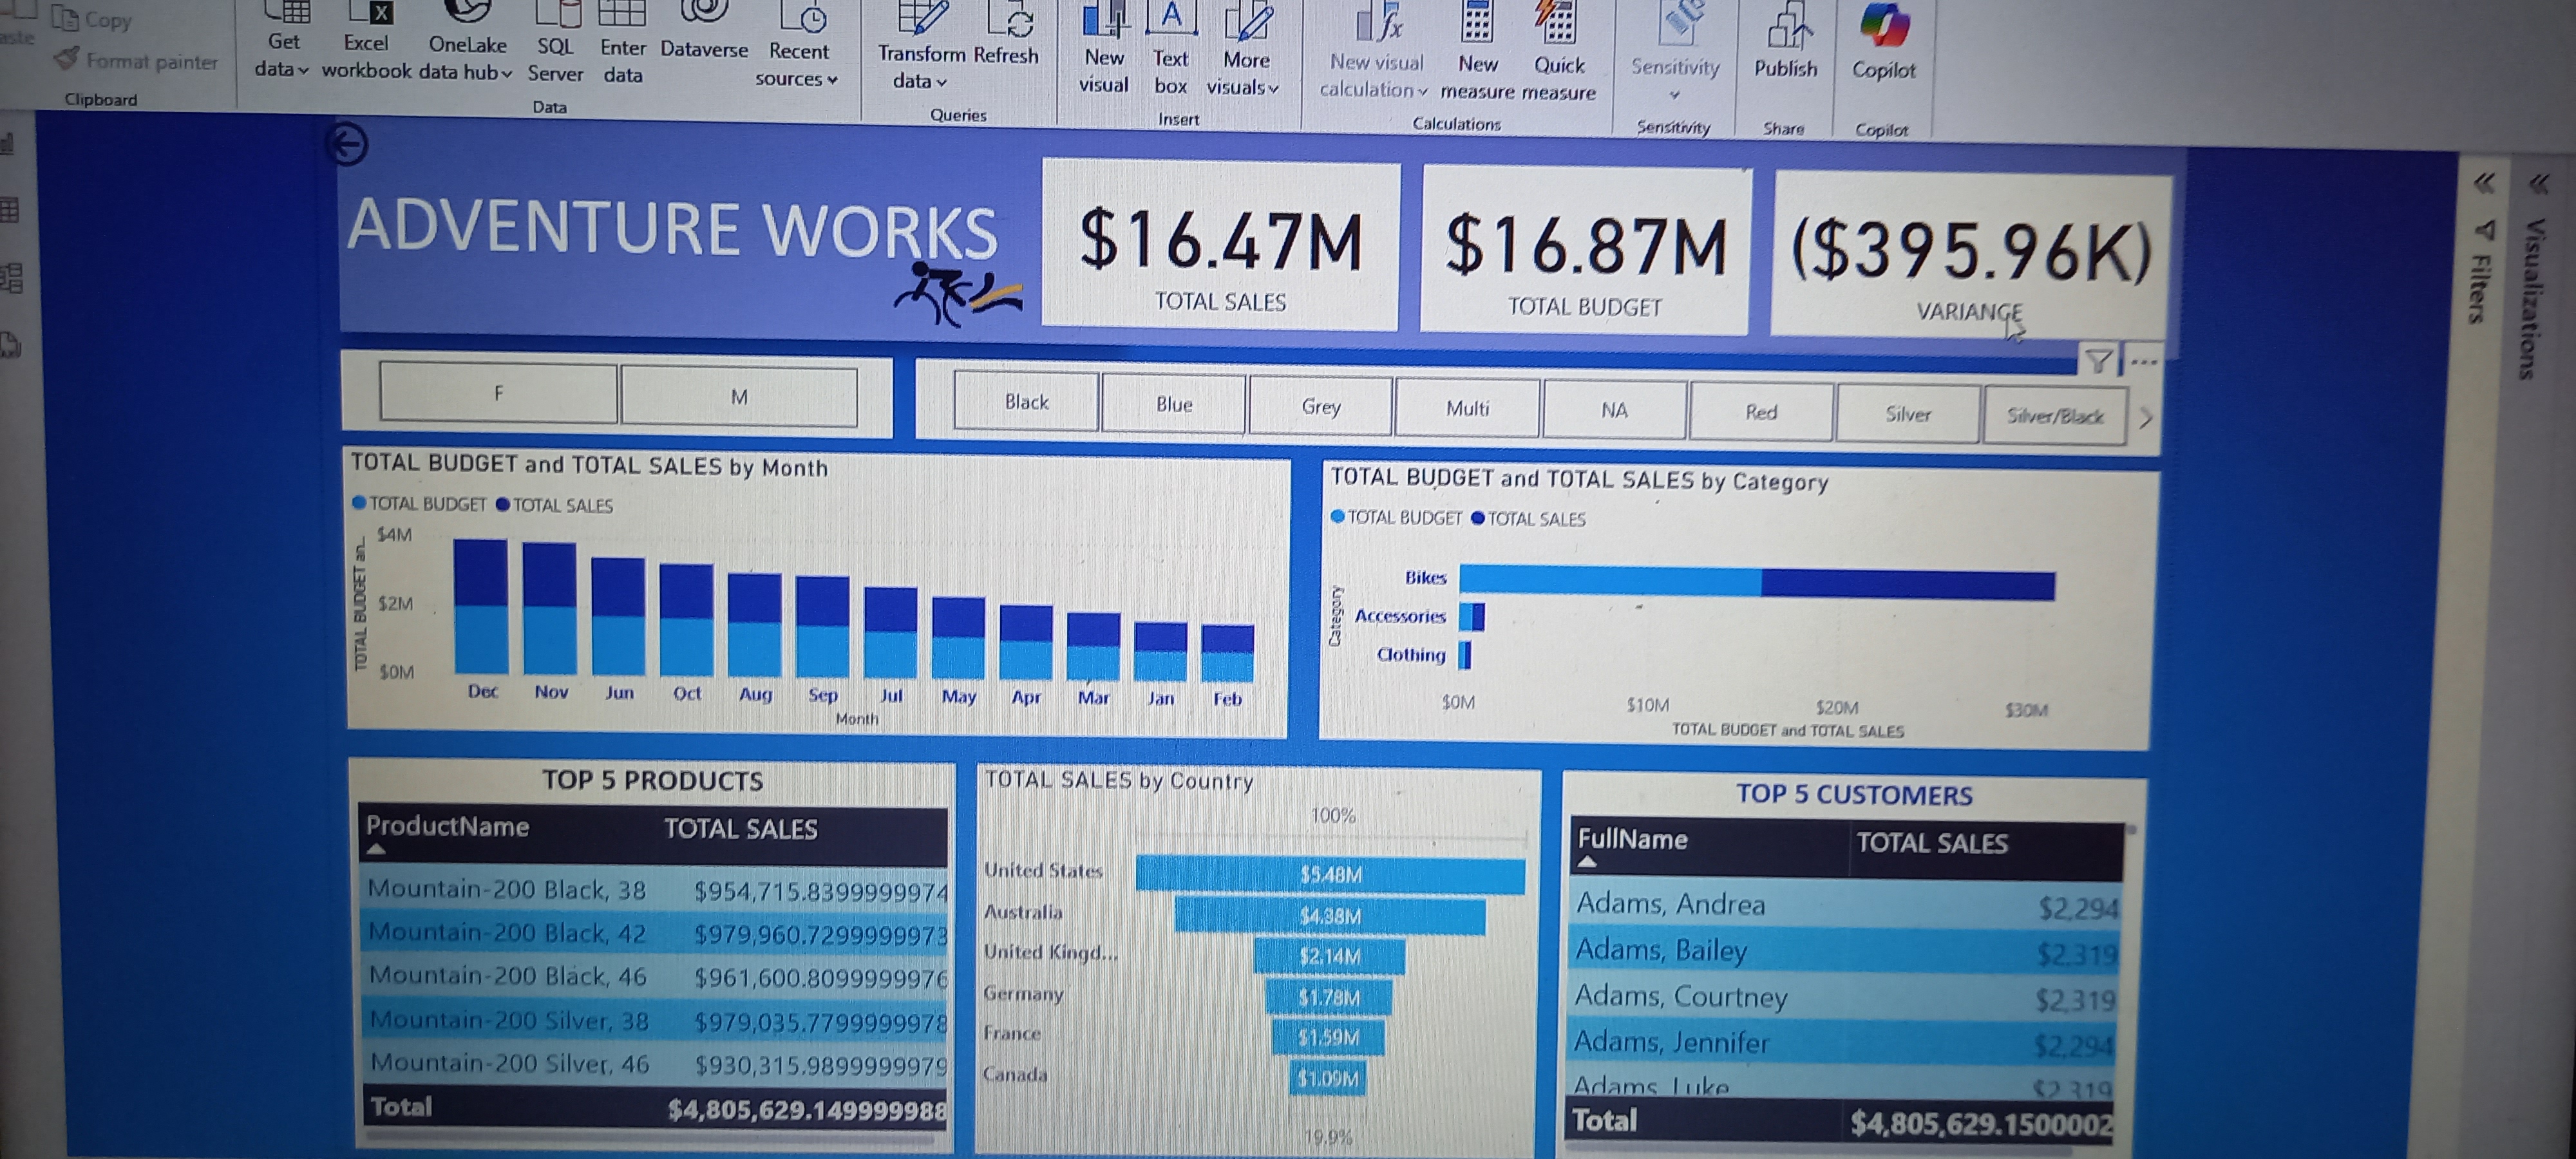 Copy
Format painter
Clipboard
Get data
Excel workbook
OneLake data hub
SQL Server
Enter data
Dataverse
Recent sources
Data
Transform data
Refresh
Queries
New visual
Text box
More visuals
Insert
New visual calculation
New measure
Quick measure
Calculations
Sensitivity
Sensitivity
Publish
Share
Copilot
Copilot
ADVENTURE WORKS
$16.47M
TOTAL SALES
$16.87M
TOTAL BUDGET
($395.96K)
VARIANGE
Filters
Visualizations
F
M
Black
Blue
Grey
Multi
NA
Red
Silver
Silver/Black
TOTAL BUDGET and TOTAL SALES by Month
TOTAL BUDGET TOTAL SALES
TOTAL BUDGET an...
$4M
$2M
$0M
Dec Nov Jun Oct Aug Sep Jul May Apr Mar Jan Feb
Month
TOTAL BUDGET and TOTAL SALES by Category
TOTAL BUDGET TOTAL SALES
Category
Bikes
Accessories
Clothing
$0M $10M $20M $30M
TOTAL BUDGET and TOTAL SALES
TOP 5 PRODUCTS
ProductName TOTAL SALES
Mountain-200 Black, 38 $954,715.8399999974
Mountain-200 Black, 42 $979,960.7299999973
Mountain-200 Black, 46 $961,600.8099999976
Mountain-200 Silver, 38 $979,035.7799999978
Mountain-200 Silver, 46 $930,315.9899999979
Total $4,805,629.149999988
TOTAL SALES by Country
100%
United States $5.48M
Australia $4.38M
United Kingd... $2.14M
Germany $1.78M
France $1.59M
Canada $1.09M
19.9%
TOP 5 CUSTOMERS
FullName TOTAL SALES
Adams, Andrea $2,294
Adams, Bailey $2,319
Adams, Courtney $2,319
Adams, Jennifer $2,294
Adams, Luke $2,319
Total $4,805,629.1500002